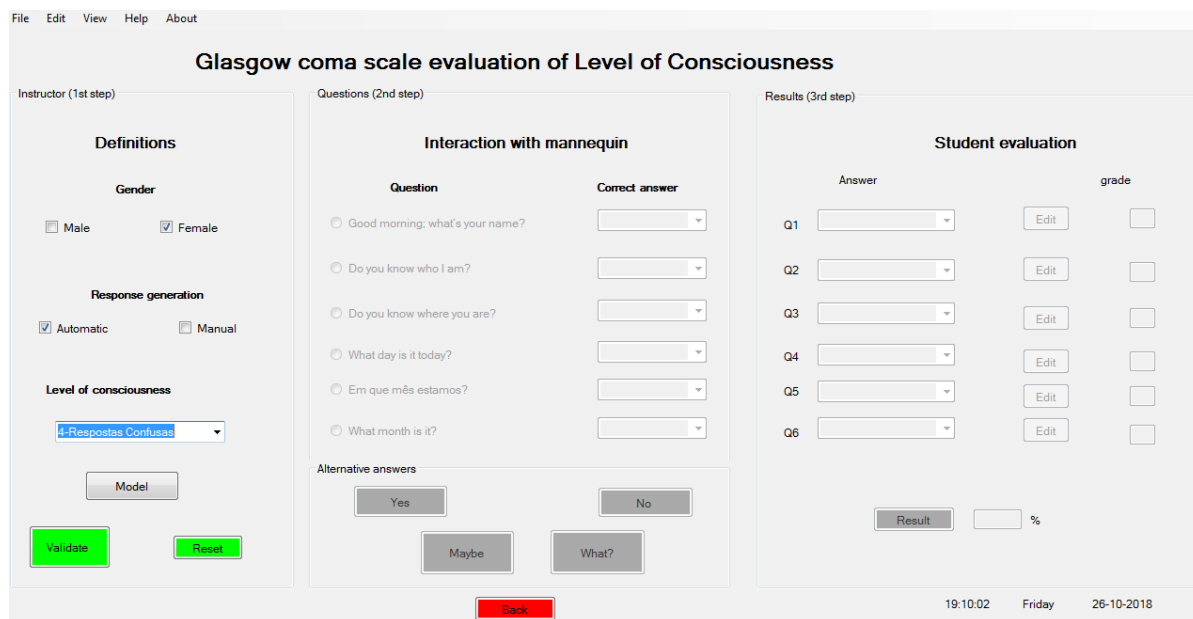 File Edit View Help About
Glasgow coma scale evaluation of Level of Consciousness
Instructor (1st step)
Definitions
Gender
Male Female
Response generation
Automatic Manual
Level of consciousness
4-Respostas Confusas
Model
Validate Reset
Questions (2nd step)
Interaction with mannequin
Question Correct answer
Good morning; what's your name?
Do you know who I am?
Do you know where you are?
What day is it today?
Em que mês estamos?
What month is it?
Alternative answers
Yes No
Maybe What?
Back
Results (3rd step)
Student evaluation
Answer grade
Q1 Edit
Q2 Edit
Q3 Edit
Q4 Edit
Q5 Edit
Q6 Edit
Result %
19:10:02 Friday 26-10-2018